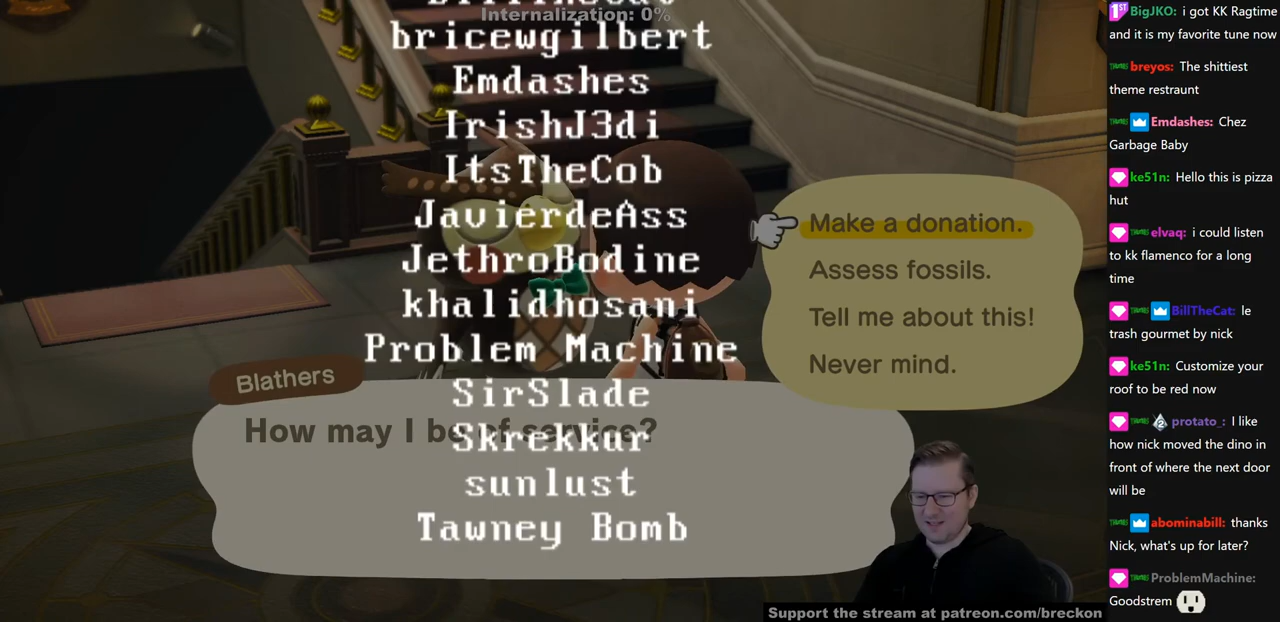 Internalization: 0%
bricewgilbert
Emdashes
IrishJ3di
ItsTheCob
JavierdeAss
JethroBodine
khalidhosani
Problem Machine
SirSlade
Skrekkur
sunlust
Tawney Bomb
Make a donation.
Assess fossils.
Tell me about this!
Never mind.
Blathers
How may I be of service?
Support the stream at patreon.com/breckon
1ST BigJKO: i got KK Ragtime
and it is my favorite tune now
breyos: The shittiest
theme restraunt
Emdashes: Chez
Garbage Baby
ke51n: Hello this is pizza
hut
elvaq: i could listen
to kk flamenco for a long
time
BillTheCat: le
trash gourmet by nick
ke51n: Customize your
roof to be red now
2 protato_: I like
how nick moved the dino in
front of where the next door
will be
abominabill: thanks
Nick, what's up for later?
ProblemMachine:
Goodstrem